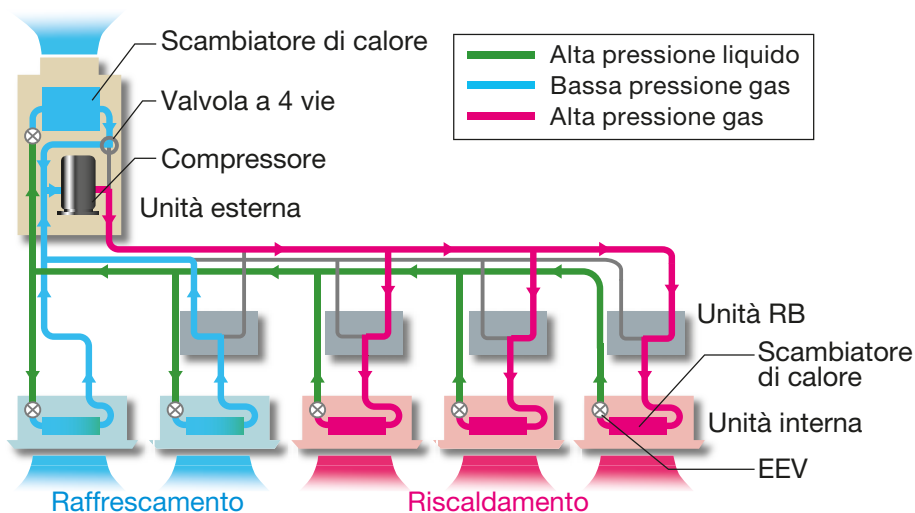 Scambiatore di calore
Valvola a 4 vie
Compressore
Unità esterna
Alta pressione liquido
Bassa pressione gas
Alta pressione gas
Unità RB
Scambiatore
di calore
Unità interna
EEV
Raffrescamento
Riscaldamento